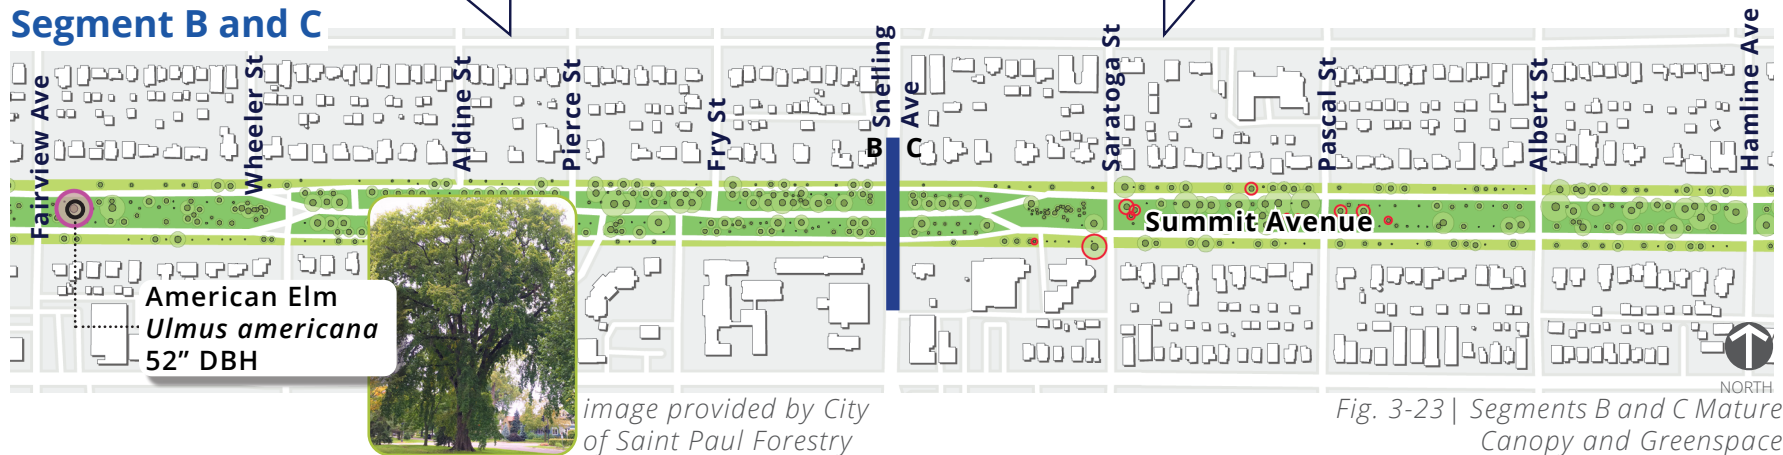 Segment B and C
Fairview Ave
Wheeler St
Aldine St
Pierce St
Fry St
Snelling
Ave
Saratoga St
Pascal St
Albert St
Hamline Ave
B C
Summit Avenue
American Elm
Ulmus americana
52” DBH
NORTH
image provided by City
of Saint Paul Forestry
Fig. 3-23| Segments B and C Mature
Canopy and Greenspace